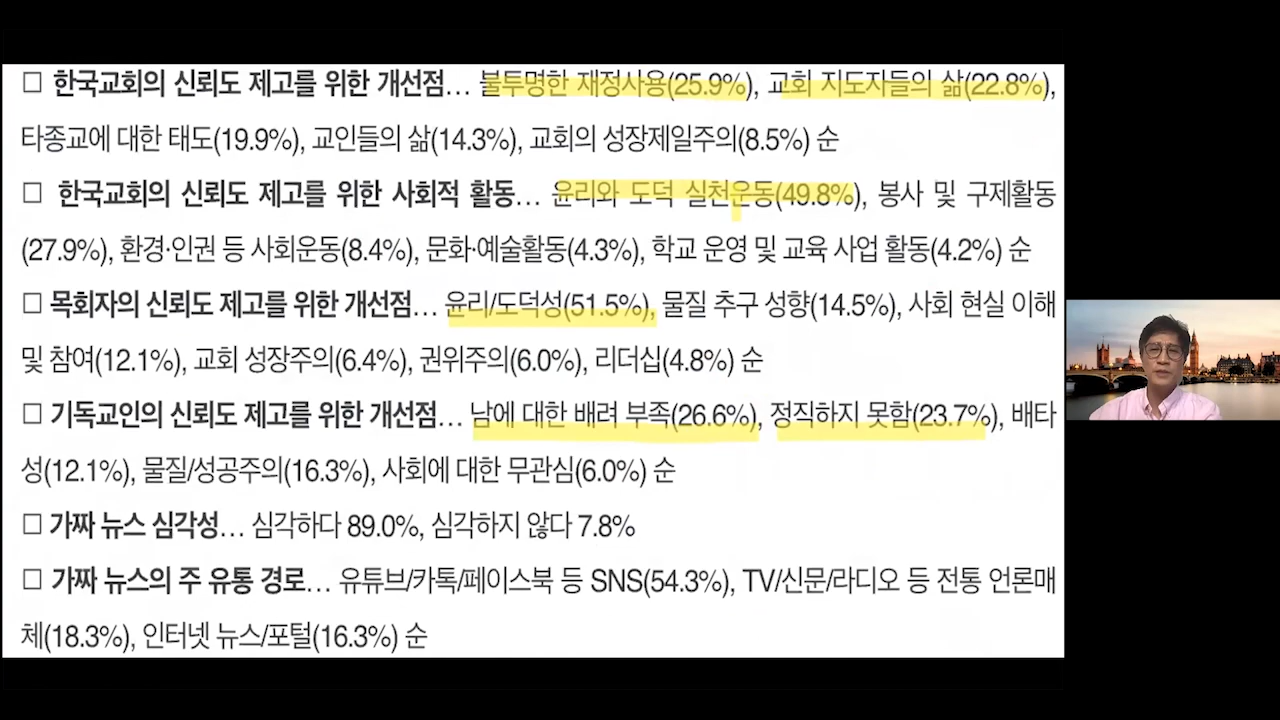 □ 한국교회의 신뢰도 제고를 위한 개선점… 불투명한 재정사용(25.9%), 교회 지도자들의 삶(22.8%),
타종교에 대한 태도(19.9%), 교인들의 삶(14.3%), 교회의 성장제일주의(8.5%) 순
□ 한국교회의 신뢰도 제고를 위한 사회적 활동… 윤리와 도덕 실천운동(49.8%), 봉사 및 구제활동
(27.9%), 환경·인권 등 사회운동(8.4%), 문화·예술활동(4.3%), 학교 운영 및 교육 사업 활동(4.2%) 순
□ 목회자의 신뢰도 제고를 위한 개선점… 윤리/도덕성(51.5%), 물질 추구 성향(14.5%), 사회 현실 이해
및 참여(12.1%), 교회 성장주의(6.4%), 권위주의(6.0%), 리더십(4.8%) 순
□ 기독교인의 신뢰도 제고를 위한 개선점… 남에 대한 배려 부족(26.6%), 정직하지 못함(23.7%), 배타
성(12.1%), 물질/성공주의(16.3%), 사회에 대한 무관심(6.0%) 순
□ 가짜 뉴스 심각성… 심각하다 89.0%, 심각하지 않다 7.8%
□ 가짜 뉴스의 주 유통 경로… 유튜브/카톡/페이스북 등 SNS(54.3%), TV/신문/라디오 등 전통 언론매
체(18.3%), 인터넷 뉴스/포털(16.3%) 순